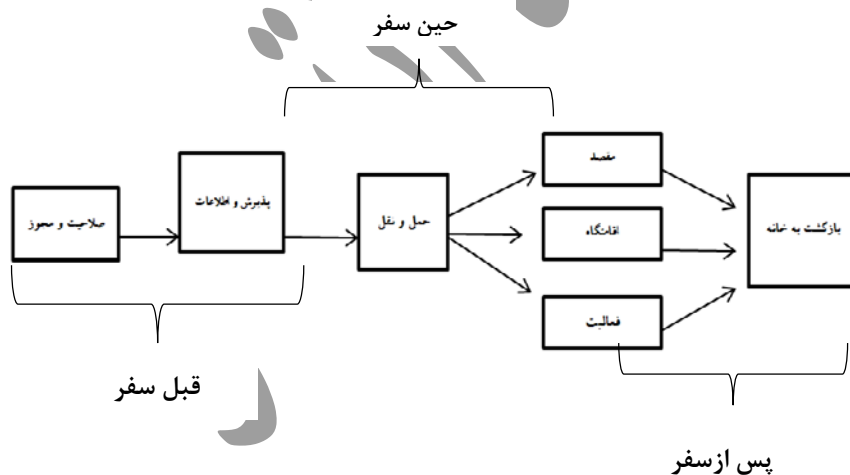 حین سفر
صلاحیت و مجوز
پذیرش و اطلاعات
حمل و نقل
مقصد
اقامتگاه
فعالیت
بازگشت به خانه
قبل سفر
پس ازسفر